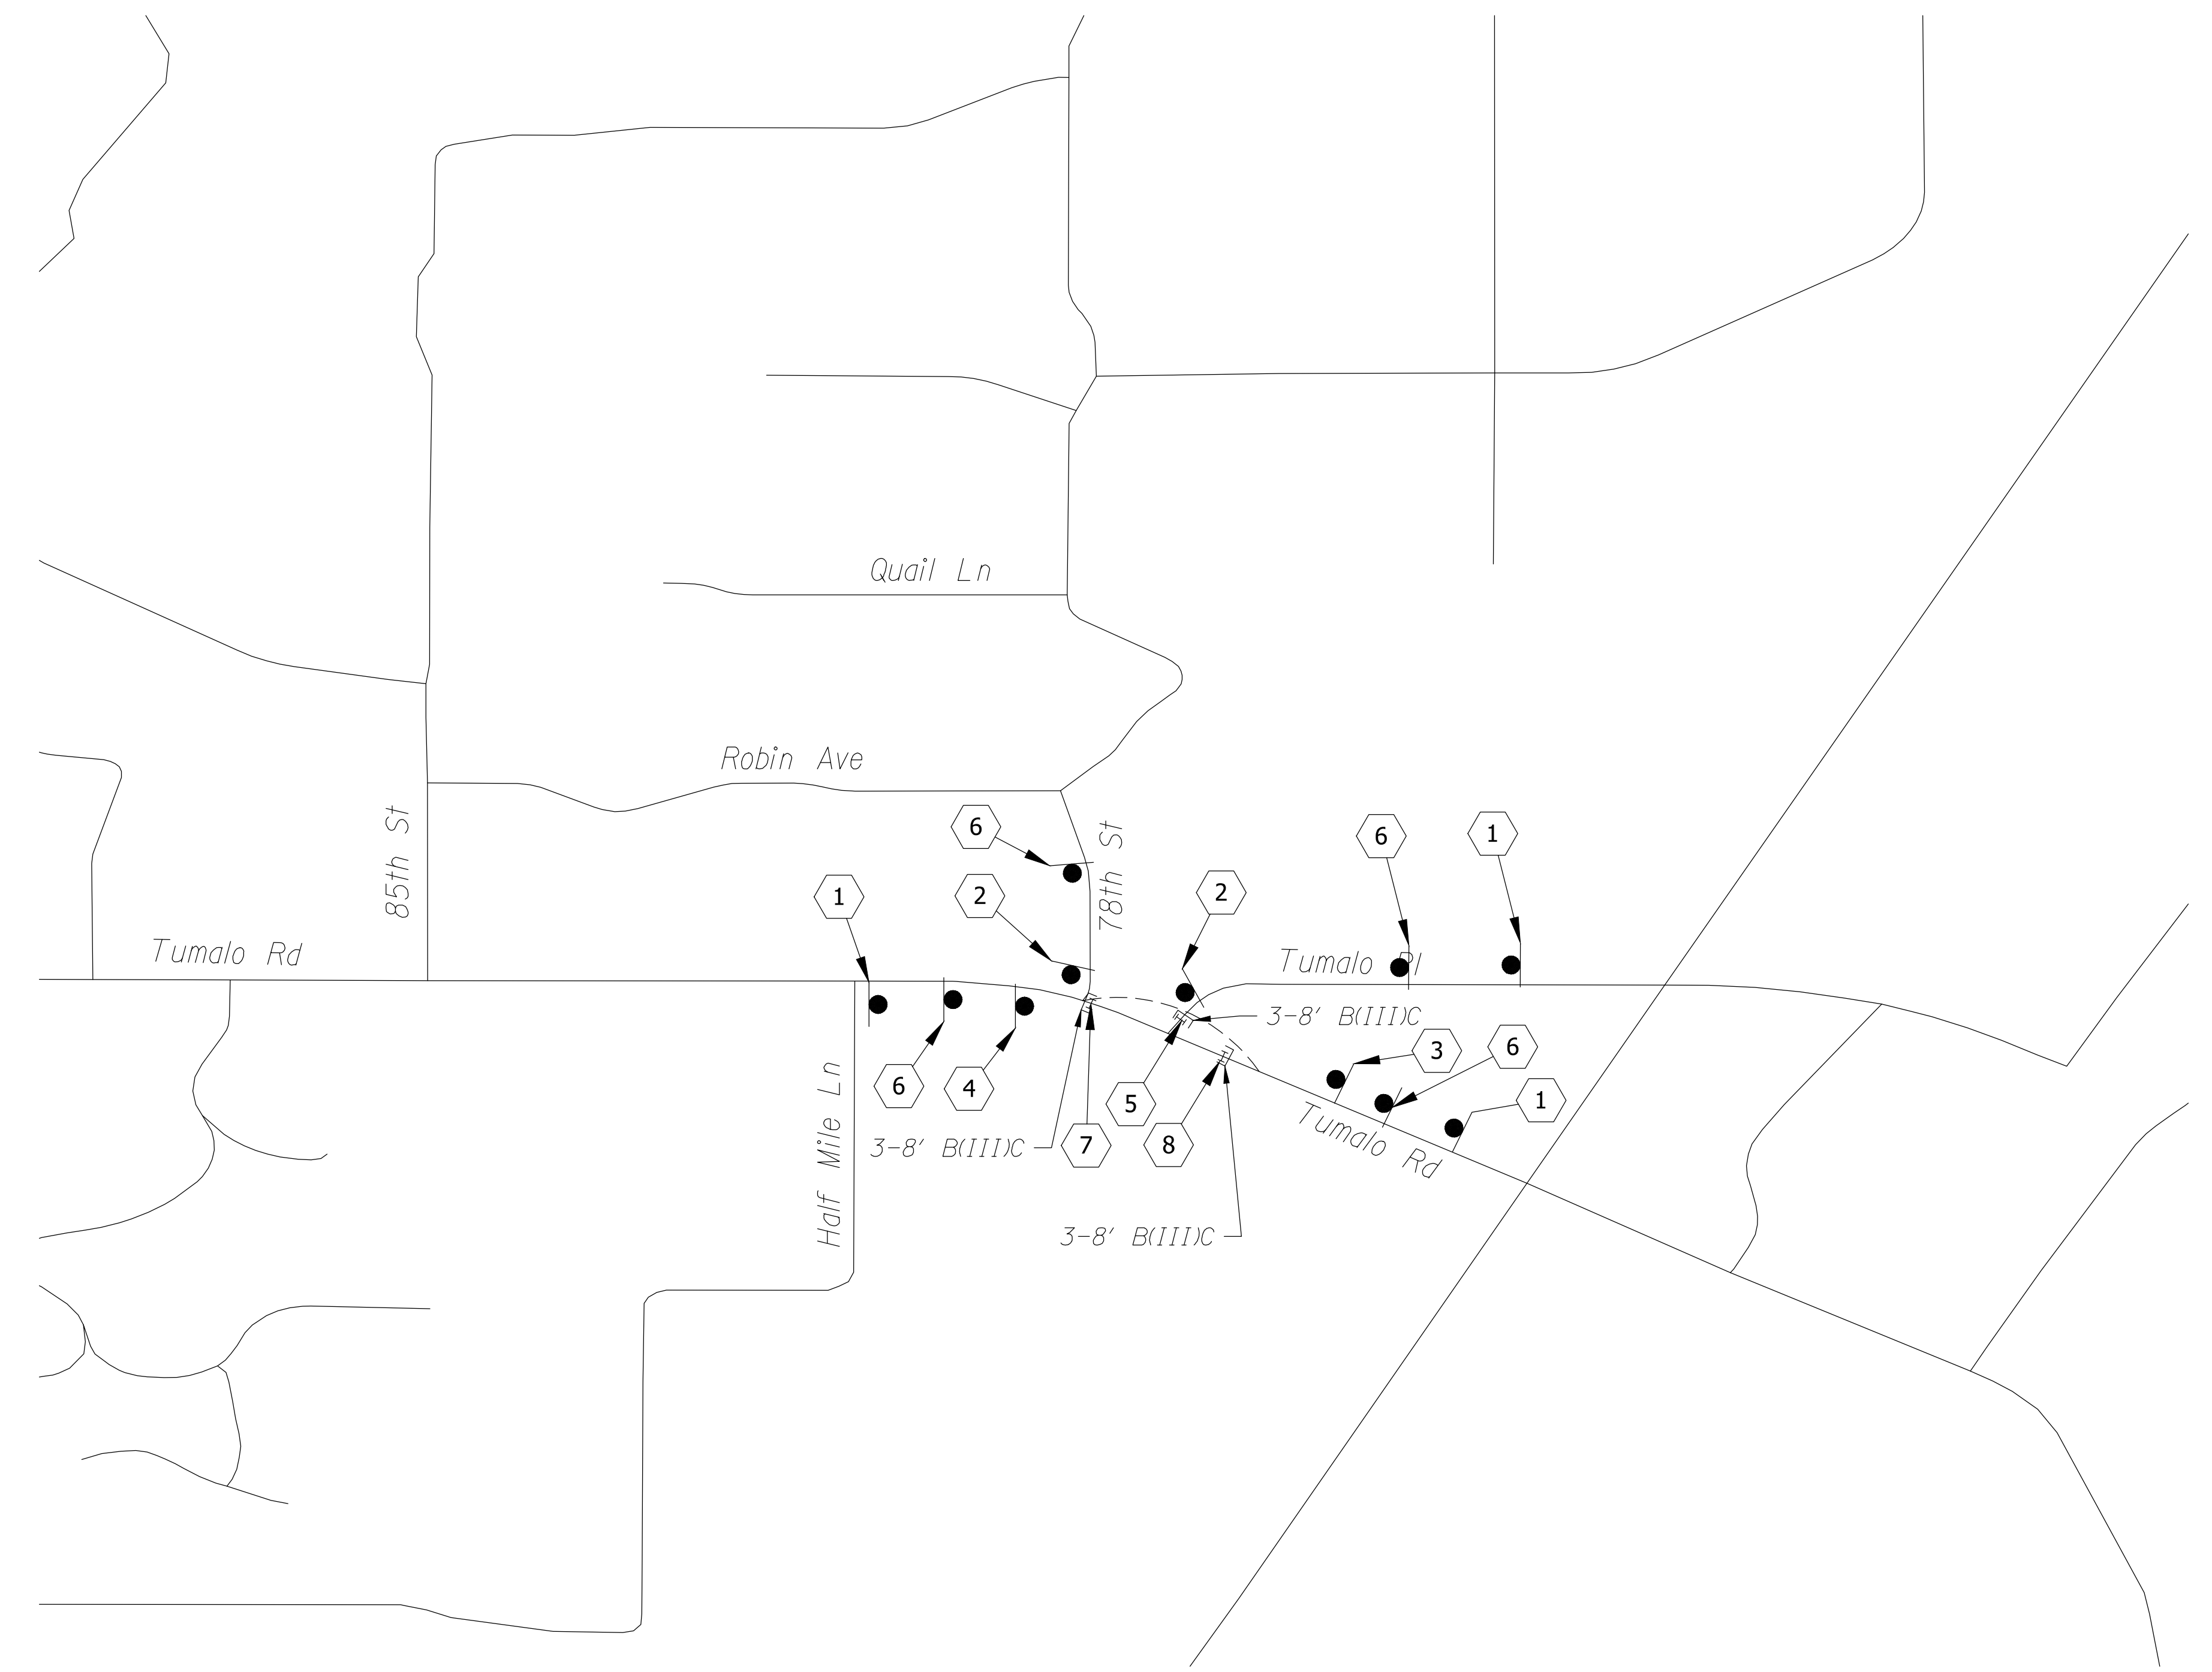 Quail Ln
Robin Ave
85th St
78th St
6
6
1
1
2
2
Tumalo Rd
Tumalo Pl
3-8' B(III)C
3
6
6
4
5
1
Half Mile Ln
3-8' B(III)C
7
8
Tumalo Rd
3-8' B(III)C